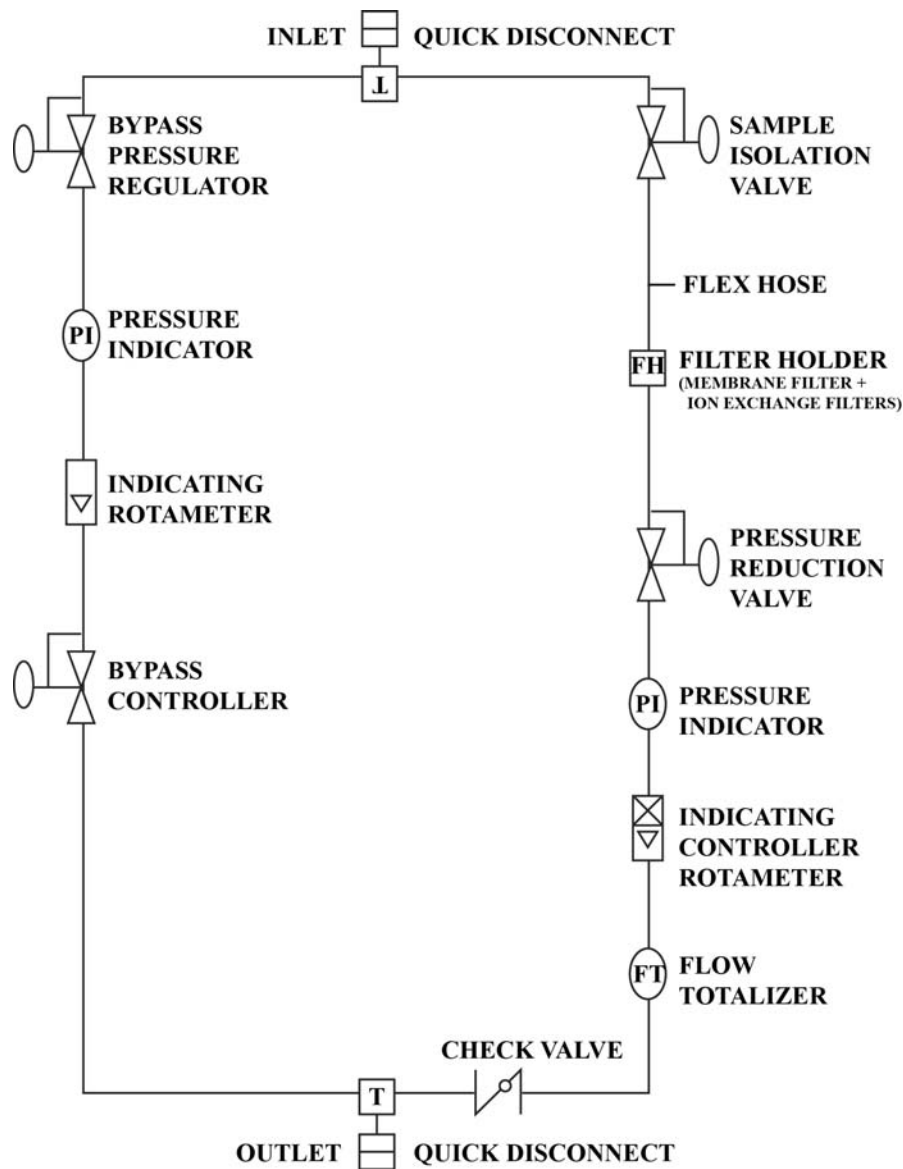 INLET QUICK DISCONNECT
T
BYPASS
PRESSURE
REGULATOR
SAMPLE
ISOLATION
VALVE
FLEX HOSE
PI
PRESSURE
INDICATOR
FH
FILTER HOLDER
(MEMBRANE FILTER +
ION EXCHANGE FILTERS)
INDICATING
ROTAMETER
PRESSURE
REDUCTION
VALVE
BYPASS
CONTROLLER
PI
PRESSURE
INDICATOR
INDICATING
CONTROLLER
ROTAMETER
FT
FLOW
TOTALIZER
CHECK VALVE
T
OUTLET QUICK DISCONNECT